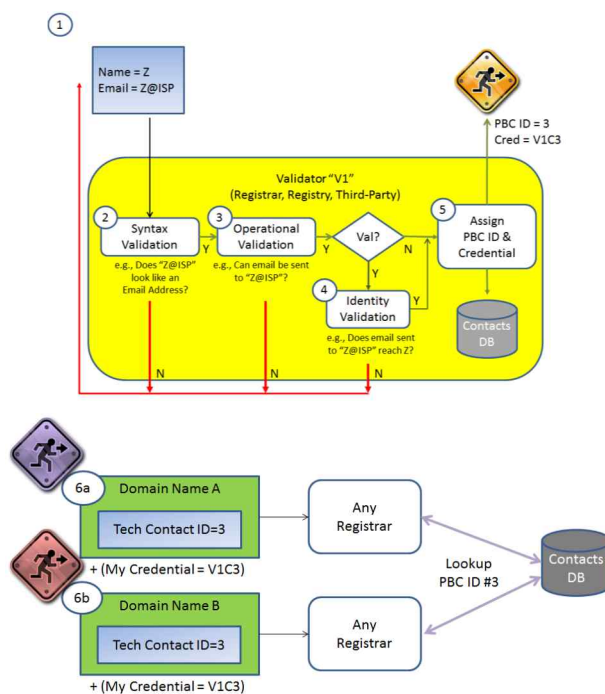 1
Name = Z
Email = Z@ISP
PBC ID = 3
Cred = V1C3
Validator "V1"
(Registrar, Registry, Third-Party)
2
Syntax
Validation
Y
e.g., Does "Z@ISP"
look like an
Email Address?
N
3
Operational
Validation
Y
e.g., Can email be sent
to "Z@ISP"?
N
Val?
N
Y
4
Identity
Validation
Y
e.g., Does email sent
to "Z@ISP" reach Z?
N
5
Assign
PBC ID &
Credential
Contacts
DB
6a
Domain Name A
Tech Contact ID=3
+ (My Credential = V1C3)
Any
Registrar
Lookup
PBC ID #3
Contacts
DB
6b
Domain Name B
Tech Contact ID=3
+ (My Credential = V1C3)
Any
Registrar